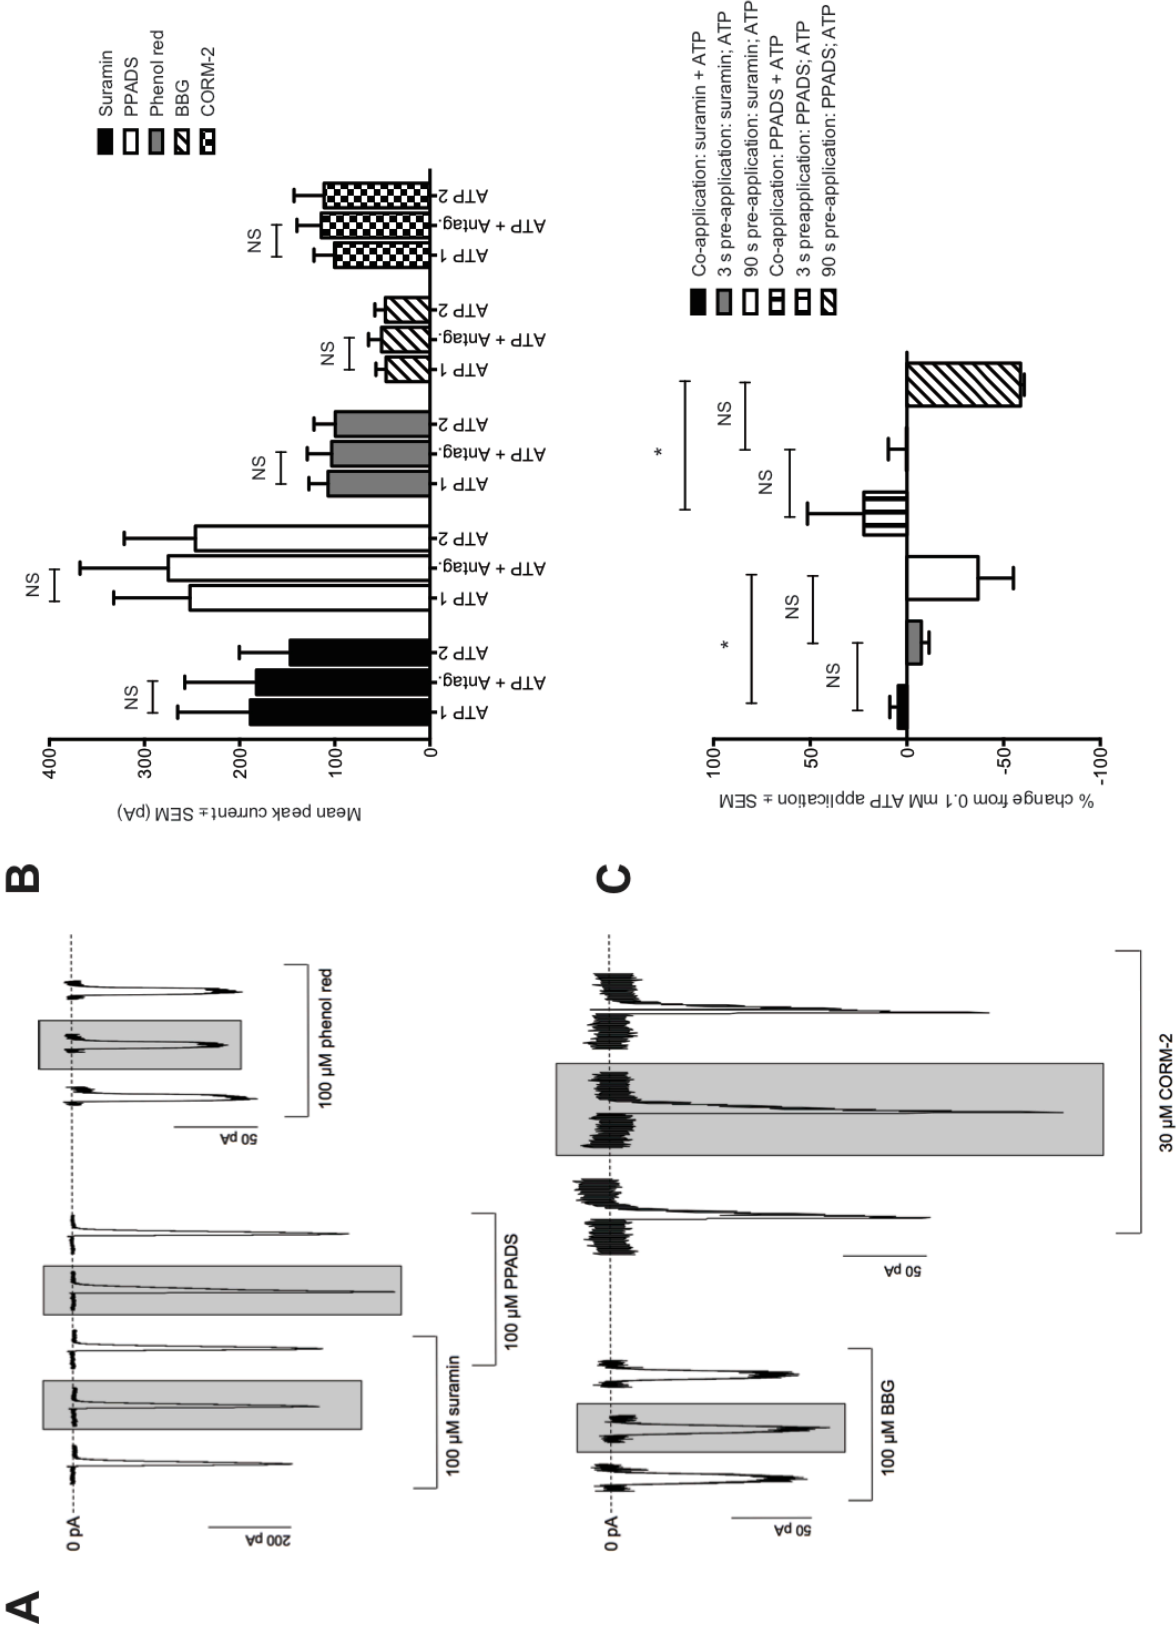 A
0 pA
200 pA
100 µM suramin
100 µM PPADS
50 pA
100 µM phenol red
0 pA
50 pA
100 µM BBG
50 pA
30 µM CORM-2
B
Mean peak current ± SEM (pA)
400
300
200
100
0
NS
NS
NS
NS
NS
ATP 1
ATP + Antag.
ATP 2
ATP 1
ATP + Antag.
ATP 2
ATP 1
ATP + Antag.
ATP 2
ATP 1
ATP + Antag.
ATP 2
ATP 1
ATP + Antag.
ATP 2
Suramin
PPADS
Phenol red
BBG
CORM-2
C
% change from 0.1 mM ATP application ± SEM
100
50
0
-50
-100
*
NS
NS
*
NS
NS
Co-application: suramin + ATP
3 s pre-application: suramin; ATP
90 s pre-application: suramin; ATP
Co-application: PPADS + ATP
3 s preapplication: PPADS; ATP
90 s pre-application: PPADS; ATP